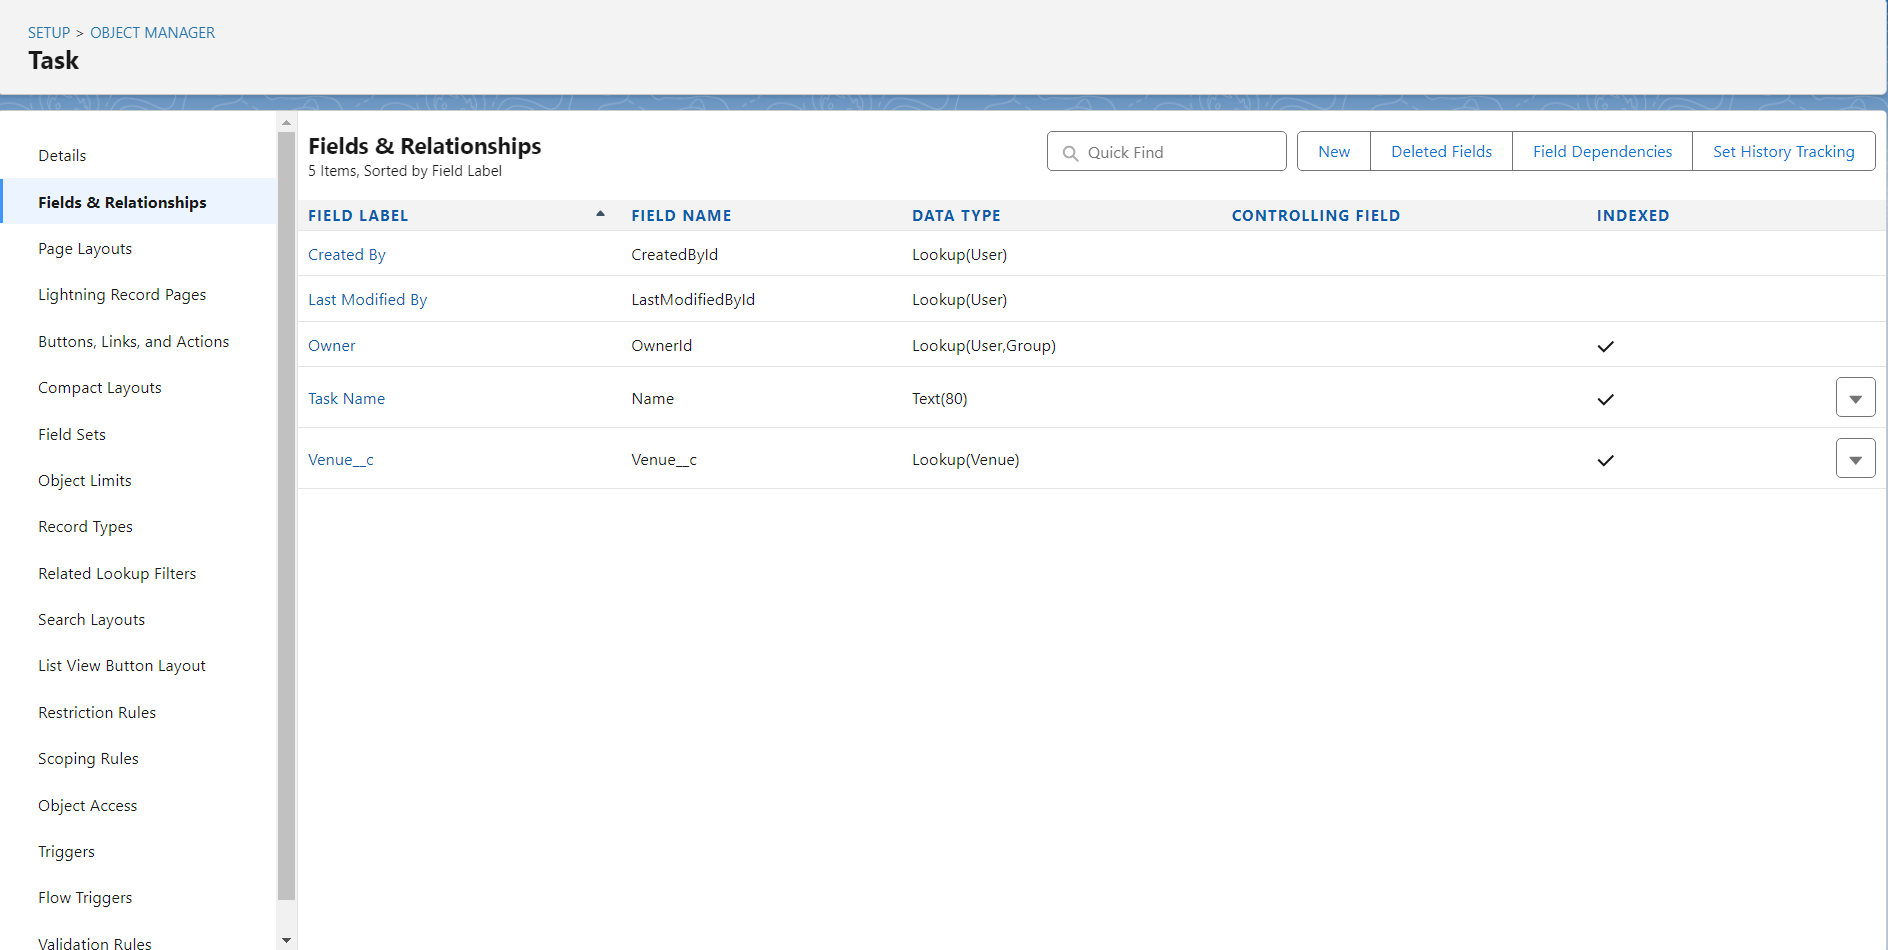 SETUP > OBJECT MANAGER
Task
Details
Fields & Relationships
Page Layouts
Lightning Record Pages
Buttons, Links, and Actions
Compact Layouts
Field Sets
Object Limits
Record Types
Related Lookup Filters
Search Layouts
List View Button Layout
Restriction Rules
Scoping Rules
Object Access
Triggers
Flow Triggers
Validation Rules
Fields & Relationships
5 Items, Sorted by Field Label
Quick Find
New Deleted Fields Field Dependencies Set History Tracking
FIELD LABEL FIELD NAME DATA TYPE CONTROLLING FIELD INDEXED
Created By CreatedById Lookup(User)
Last Modified By LastModifiedById Lookup(User)
Owner OwnerId Lookup(User,Group)
Task Name Name Text(80)
Venue__c Venue__c Lookup(Venue)